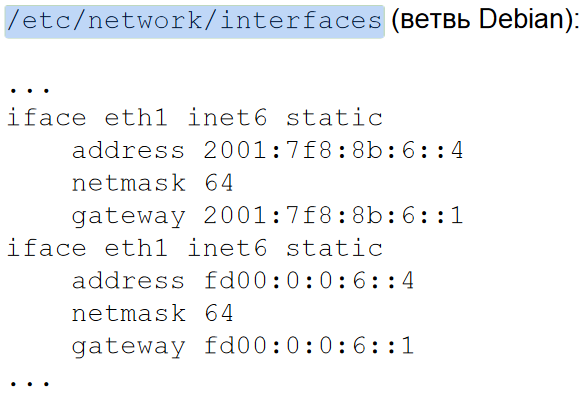 /etc/network/interfaces (ветвь Debian):
...
iface eth1 inet6 static
address 2001:7f8:8b:6::4
netmask 64
gateway 2001:7f8:8b:6::1
iface eth1 inet6 static
address fd00:0:0:6::4
netmask 64
gateway fd00:0:0:6::1
...